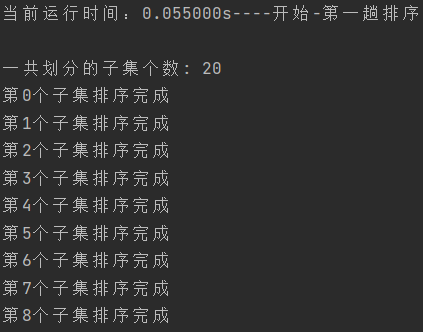 当前运行时间：0.055000s----开始-第一趟排序
一共划分的子集个数: 20
第0个子集排序完成
第1个子集排序完成
第2个子集排序完成
第3个子集排序完成
第4个子集排序完成
第5个子集排序完成
第6个子集排序完成
第7个子集排序完成
第8个子集排序完成